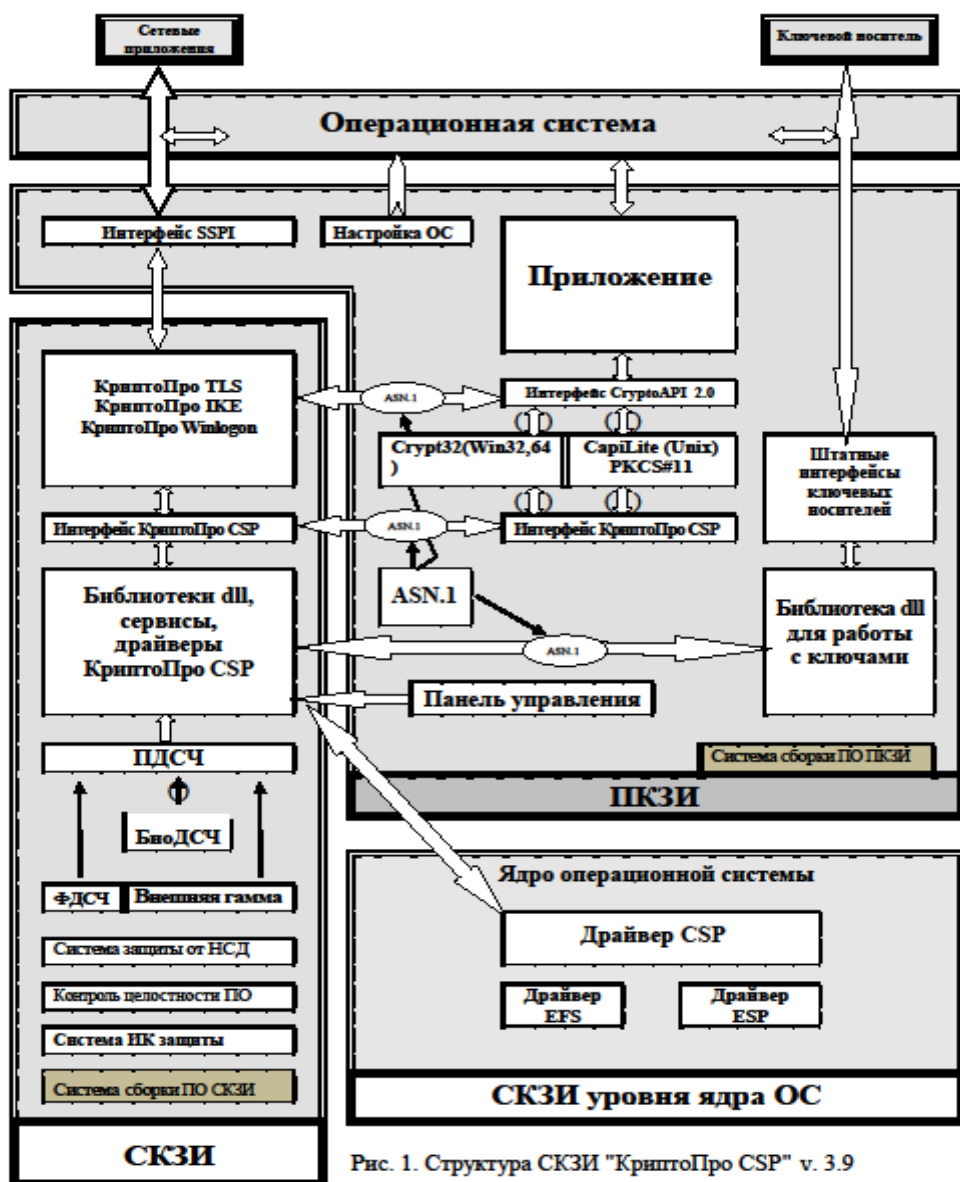 Сетевые
приложения
Ключевой носитель
Операционная система
Интерфейс SSPI
Настройка ОС
Приложение
КриптоПро TLS
КриптоПро IKE
КриптоПро Winlogon
ASN.1
Интерфейс CryptoAPI 2.0
Crypt32(Win32,64
)
CapiLite (Unix)
PKCS#11
Штатные
интерфейсы
ключевых
носителей
Интерфейс КриптоПро CSP
ASN.1
Интерфейс КриптоПро CSP
Библиотеки dll,
сервисы,
драйверы
КриптоПро CSP
ASN.1
ASN.1
Библиотека dll
для работы
с ключами
Панель управления
ПДСЧ
Система сборки ПО ПКЗИ
ПКЗИ
БиоДСЧ
ФДСЧ
Внешняя гамма
Ядро операционной системы
Драйвер CSP
Система защиты от НСД
Контроль целостности ПО
Драйвер
EFS
Драйвер
ESP
Система ИК защиты
Система сборки ПО СКЗИ
СКЗИ уровня ядра ОС
СКЗИ
Рис. 1. Структура СКЗИ "КриптоПро CSP" v. 3.9